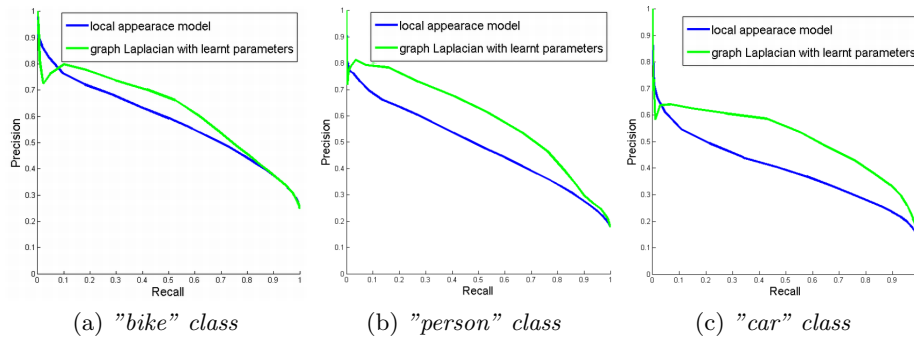 local appearace model
graph Laplacian with learnt parameters
Precision
1
0.9
0.8
0.7
0.6
0.5
0.4
0.3
0.2
0.1
0
0 0.1 0.2 0.3 0.4 0.5 0.6 0.7 0.8 0.9 1
Recall
(a) ”bike” class
local appearace model
graph Laplacian with learnt parameters
Precision
1
0.9
0.8
0.7
0.6
0.5
0.4
0.3
0.2
0.1
0
0 0.1 0.2 0.3 0.4 0.5 0.6 0.7 0.8 0.9 1
Recall
(b) ”person” class
local appearace model
graph Laplacian with learnt parameters
Precision
1
0.9
0.8
0.7
0.6
0.5
0.4
0.3
0.2
0.1
0
0 0.1 0.2 0.3 0.4 0.5 0.6 0.7 0.8 0.9
Recall
(c) ”car” class